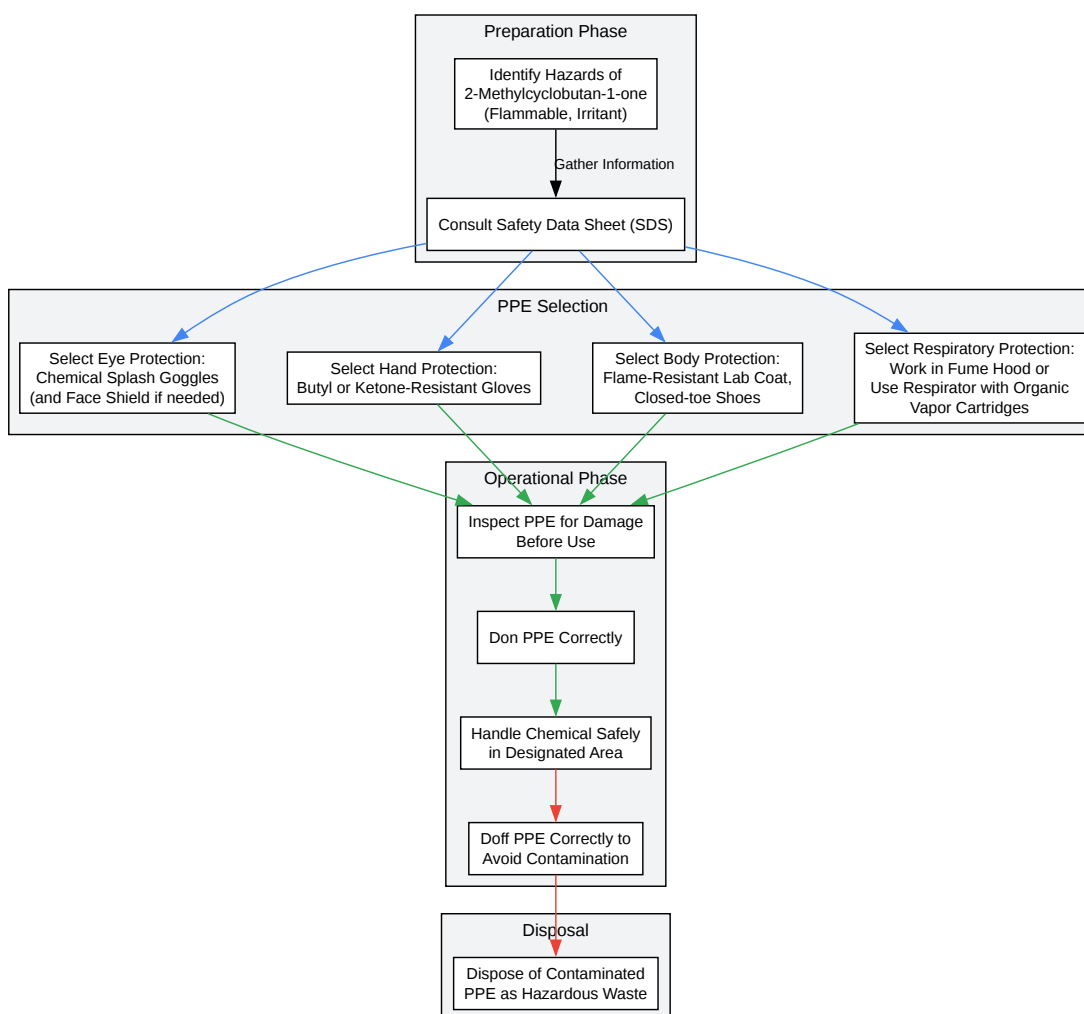 Preparation Phase
Identify Hazards of
2-Methylcyclobutan-1-one
(Flammable, Irritant)
Gather Information
Consult Safety Data Sheet (SDS)
PPE Selection
Select Eye Protection:
Chemical Splash Goggles
(and Face Shield if needed)
Select Hand Protection:
Butyl or Ketone-Resistant Gloves
Select Body Protection:
Flame-Resistant Lab Coat,
Closed-toe Shoes
Select Respiratory Protection:
Work in Fume Hood or
Use Respirator with Organic
Vapor Cartridges
Operational Phase
Inspect PPE for Damage
Before Use
Don PPE Correctly
Handle Chemical Safely
in Designated Area
Doff PPE Correctly to
Avoid Contamination
Disposal
Dispose of Contaminated
PPE as Hazardous Waste